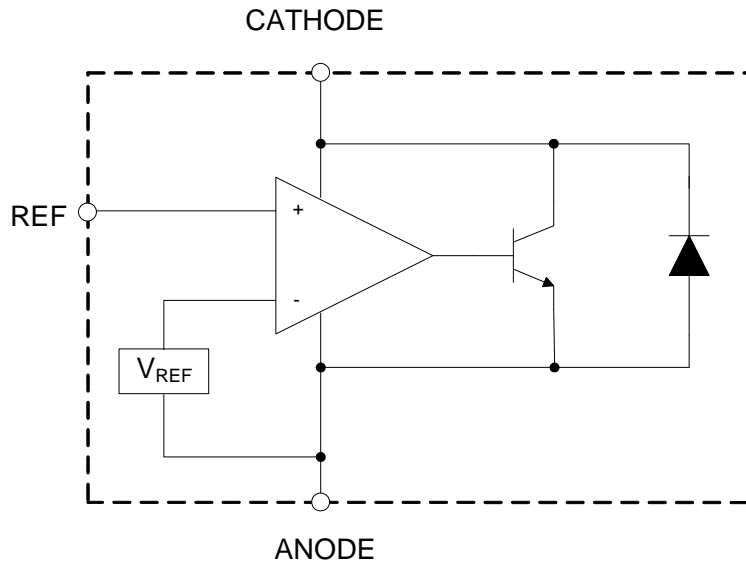 CATHODE
REF
+
-
VREF
ANODE